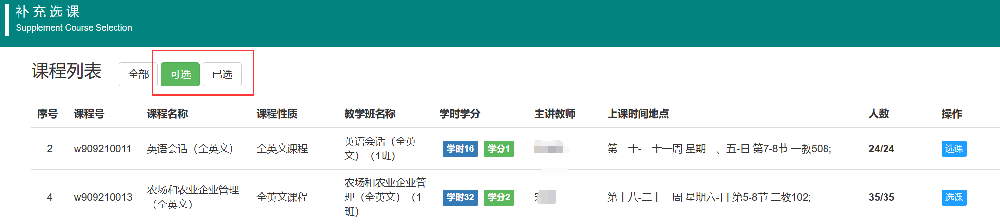 补充选课
Supplement Course Selection
课程列表 全部 可选 已选
序号 课程号 课程名称 课程性质 教学班名称 学时学分 主讲教师 上课时间地点 人数 操作
2 w909210011 英语会话（全英文） 全英文课程 英语会话（全英
文）（1班） 学时16 学分1 第二十-二十一周 星期二、五-日 第7-8节 一教508; 24/24 选课
4 w909210013 农场和农业企业管理
（全英文） 全英文课程 农场和农业企业管
理（全英文）（1
班） 学时32 学分2 第十八-二十一周 星期六-日 第5-8节 二教102; 35/35 选课